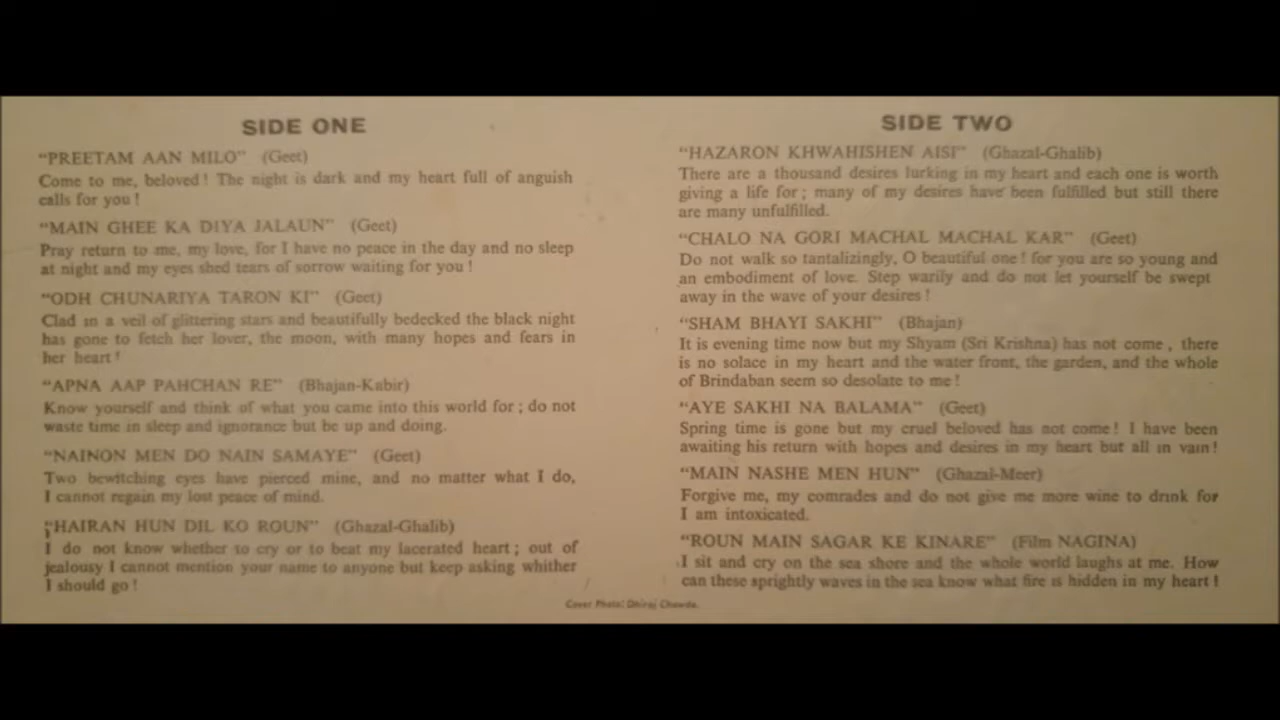 SIDE ONE
"PREETAM AAN MILO" (Geet)
Come to me, beloved! The night is dark and my heart full of anguish
calls for you!
"MAIN GHEE KA DIYA JALAUN" (Geet)
Pray return to me, my love, for I have no peace in the day and no sleep
at night and my eyes shed tears of sorrow waiting for you!
"ODH CHUNARIYA TARON KI" (Geet)
Clad in a veil of glittering stars and beautifully bedecked the black night
has gone to fetch her lover, the moon, with many hopes and fears in
her heart!
"APNA AAP PAHCHAN RE" (Bhajan-Kabir)
Know yourself and think of what you came into this world for; do not
waste time in sleep and ignorance but be up and doing.
"NAINON MEN DO NAIN SAMAYE" (Geet)
Two bewitching eyes have pierced mine, and no matter what I do,
I cannot regain my lost peace of mind.
"HAIRAN HUN DIL KO ROUN" (Ghazal-Ghalib)
I do not know whether to cry or to beat my lacerated heart; out of
jealousy I cannot mention your name to anyone but keep asking whither
I should go!
SIDE TWO
"HAZARON KHWAHISHEN AISI" (Ghazal-Ghalib)
There are a thousand desires lurking in my heart and each one is worth
giving a life for; many of my desires have been fulfilled but still there
are many unfulfilled.
"CHALO NA GORI MACHAL MACHAL KAR" (Geet)
Do not walk so tantalizingly, O beautiful one! for you are so young and
an embodiment of love. Step warily and do not let yourself be swept
away in the wave of your desires!
"SHAM BHAYI SAKHI" (Bhajan)
It is evening time now but my Shyam (Sri Krishna) has not come, there
is no solace in my heart and the water front, the garden, and the whole
of Brindaban seem so desolate to me!
"AYE SAKHI NA BALAMA" (Geet)
Spring time is gone but my cruel beloved has not come! I have been
awaiting his return with hopes and desires in my heart but all in vain!
"MAIN NASHE MEN HUN" (Ghazal-Meer)
Forgive me, my comrades and do not give me more wine to drink for
I am intoxicated.
"ROUN MAIN SAGAR KE KINARE" (Film NAGINA)
I sit and cry on the sea shore and the whole world laughs at me. How
can these sprightly waves in the sea know what fire is hidden in my heart!
Cover Photo: Dhiraj Chawda.